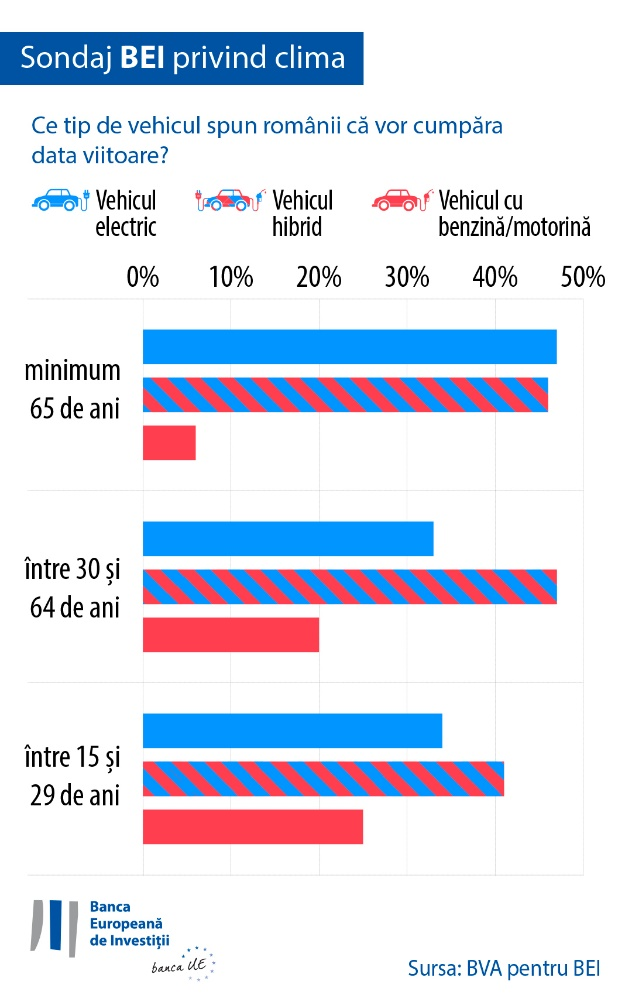 Sondaj BEI privind clima
Ce tip de vehicul spun românii că vor cumpăra
data viitoare?
Vehicul
electric
Vehicul
hibrid
Vehicul cu
benzină/motorină
0% 10% 20% 30% 40% 50%
minimum
65 de ani
între 30 și
64 de ani
între 15 și
29 de ani
Banca
Europeană
de Investiții
banca UE
Sursa: BVA pentru BEI